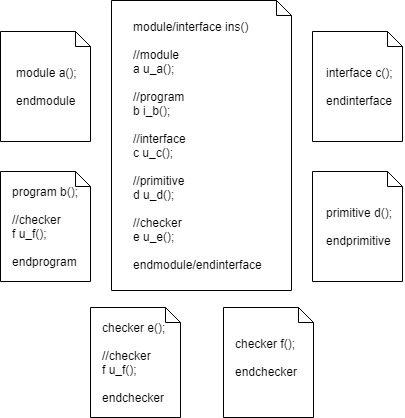 module/interface ins()
//module
a u_a();
//program
b i_b();
//interface
c u_c();
//primitive
d u_d();
//checker
e u_e();
endmodule/endinterface
module a();
endmodule
interface c();
endinterface
program b();
//checker
f u_f();
endprogram
primitive d();
endprimitive
checker e();
//checker
f u_f();
endchecker
checker f();
endchecker